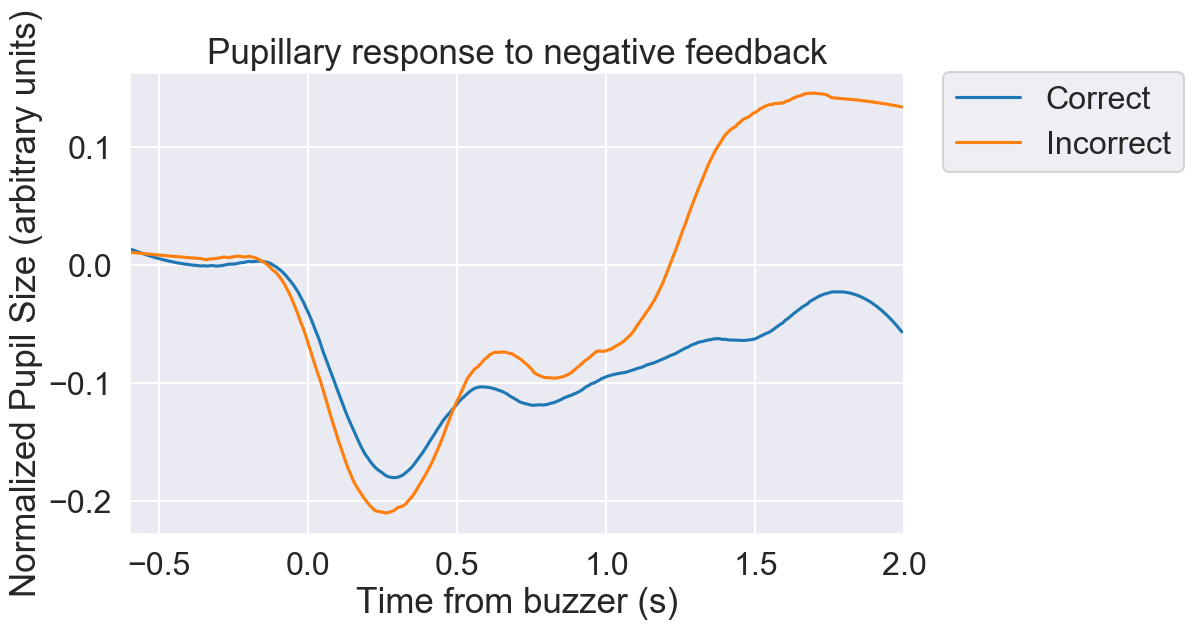 Pupillary response to negative feedback
Normalized Pupil Size (arbitrary units)
0.1
0.0
−0.1
−0.2
−0.5
0.0
0.5
1.0
1.5
2.0
Time from buzzer (s)
Correct
Incorrect